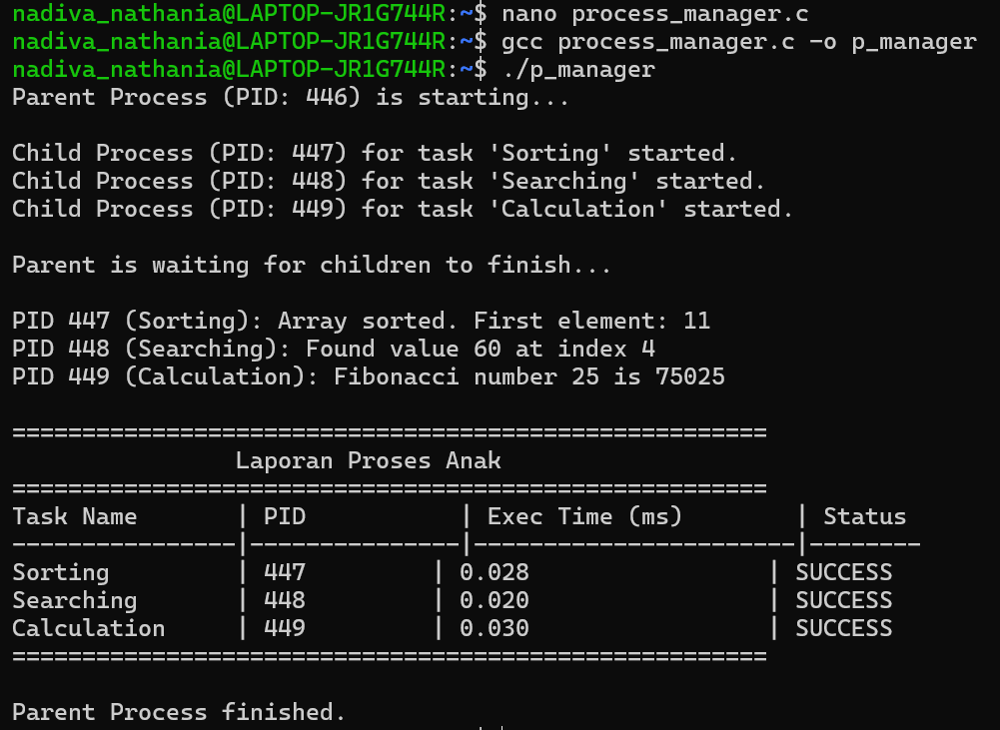 nadiva_nathania@LAPTOP-JR1G744R:~$ nano process_manager.c
nadiva_nathania@LAPTOP-JR1G744R:~$ gcc process_manager.c -o p_manager
nadiva_nathania@LAPTOP-JR1G744R:~$ ./p_manager
Parent Process (PID: 446) is starting...
Child Process (PID: 447) for task 'Sorting' started.
Child Process (PID: 448) for task 'Searching' started.
Child Process (PID: 449) for task 'Calculation' started.
Parent is waiting for children to finish...
PID 447 (Sorting): Array sorted. First element: 11
PID 448 (Searching): Found value 60 at index 4
PID 449 (Calculation): Fibonacci number 25 is 75025
======================================================
                Laporan Proses Anak
======================================================
Task Name       | PID           | Exec Time (ms)        | Status
----------------|---------------|-----------------------|--------
Sorting         | 447         | 0.028                 | SUCCESS
Searching       | 448         | 0.020                 | SUCCESS
Calculation     | 449         | 0.030                 | SUCCESS
======================================================
Parent Process finished.